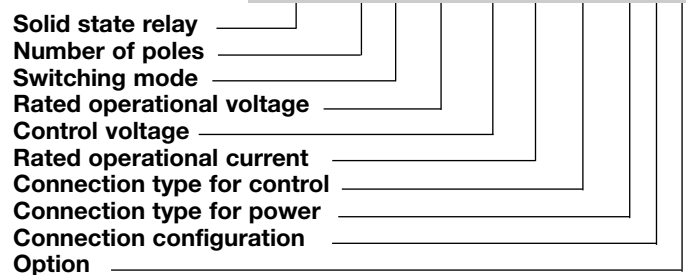 Solid state relay
Number of poles
Switching mode
Rated operational voltage
Control voltage
Rated operational current
Connection type for control
Connection type for power
Connection configuration
Option